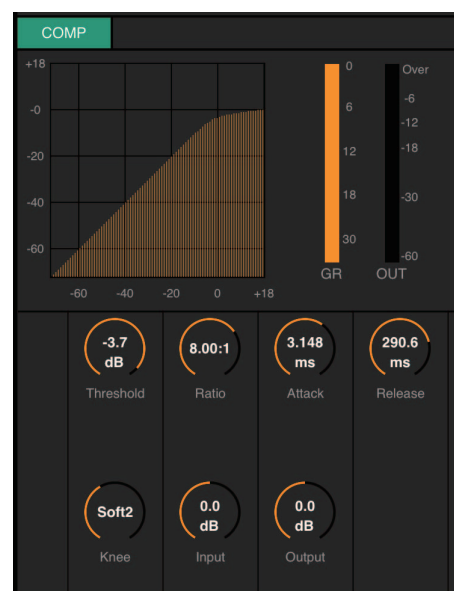 COMP
+18
-0
-20
-40
-60
-60 -40 -20 0 +18
0
6
12
18
30
GR
Over
-6
-12
-18
-30
-60
OUT
-3.7
dB
Threshold
8.00:1
Ratio
3.148
ms
Attack
290.6
ms
Release
Soft2
Knee
0.0
dB
Input
0.0
dB
Output